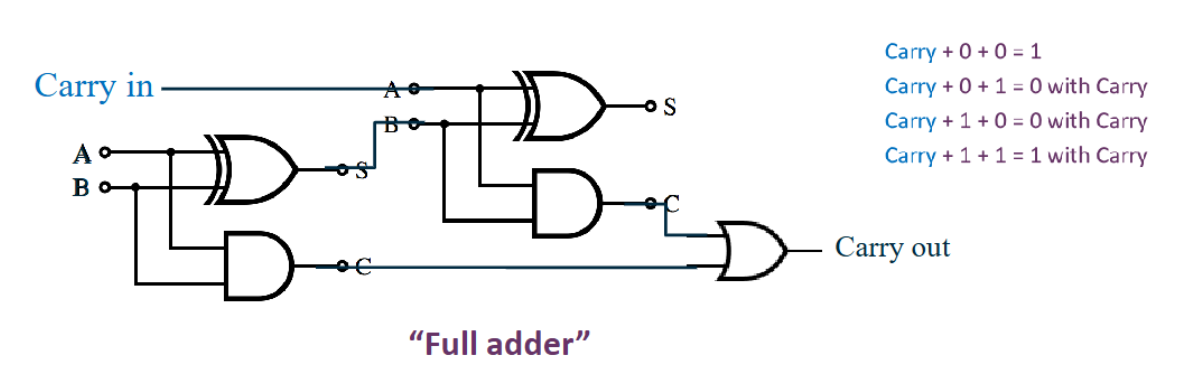 Carry + 0 + 0 = 1
Carry in
Carry + 0 + 1 = 0 with Carry
A
S
B
Carry + 1 + 0 = 0 with Carry
A
S
Carry + 1 + 1 = 1 with Carry
B
C
Carry out
C
“Full adder”